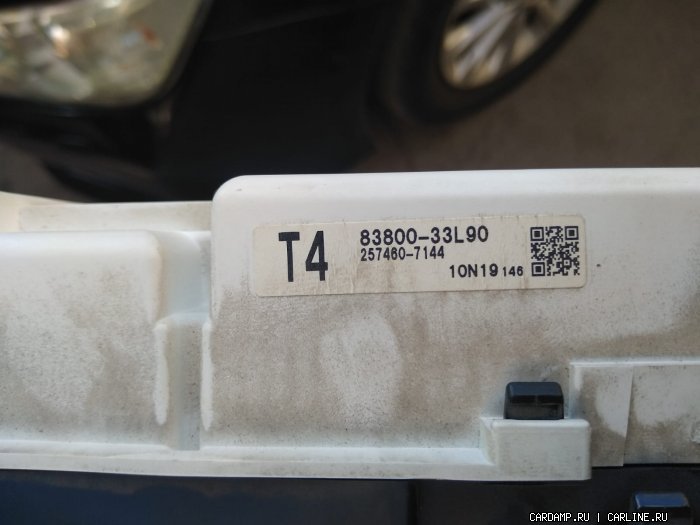 T4
83800-33L90
257460-7144
10N19 146
CARDAMP.RU | CARLINE.RU